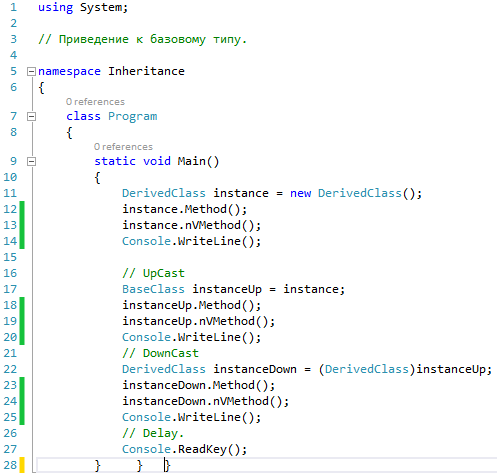 1 using System;
2
3 // Приведение к базовому типу.
4
5 namespace Inheritance
6 {
0 references
7 class Program
8 {
0 references
9 static void Main()
10 {
11 DerivedClass instance = new DerivedClass();
12 instance.Method();
13 instance.nVMethod();
14 Console.WriteLine();
15
16 // UpCast
17 BaseClass instanceUp = instance;
18 instanceUp.Method();
19 instanceUp.nVMethod();
20 Console.WriteLine();
21 // DownCast
22 DerivedClass instanceDown = (DerivedClass)instanceUp;
23 instanceDown.Method();
24 instanceDown.nVMethod();
25 Console.WriteLine();
26 // Delay.
27 Console.ReadKey();
28 } } }